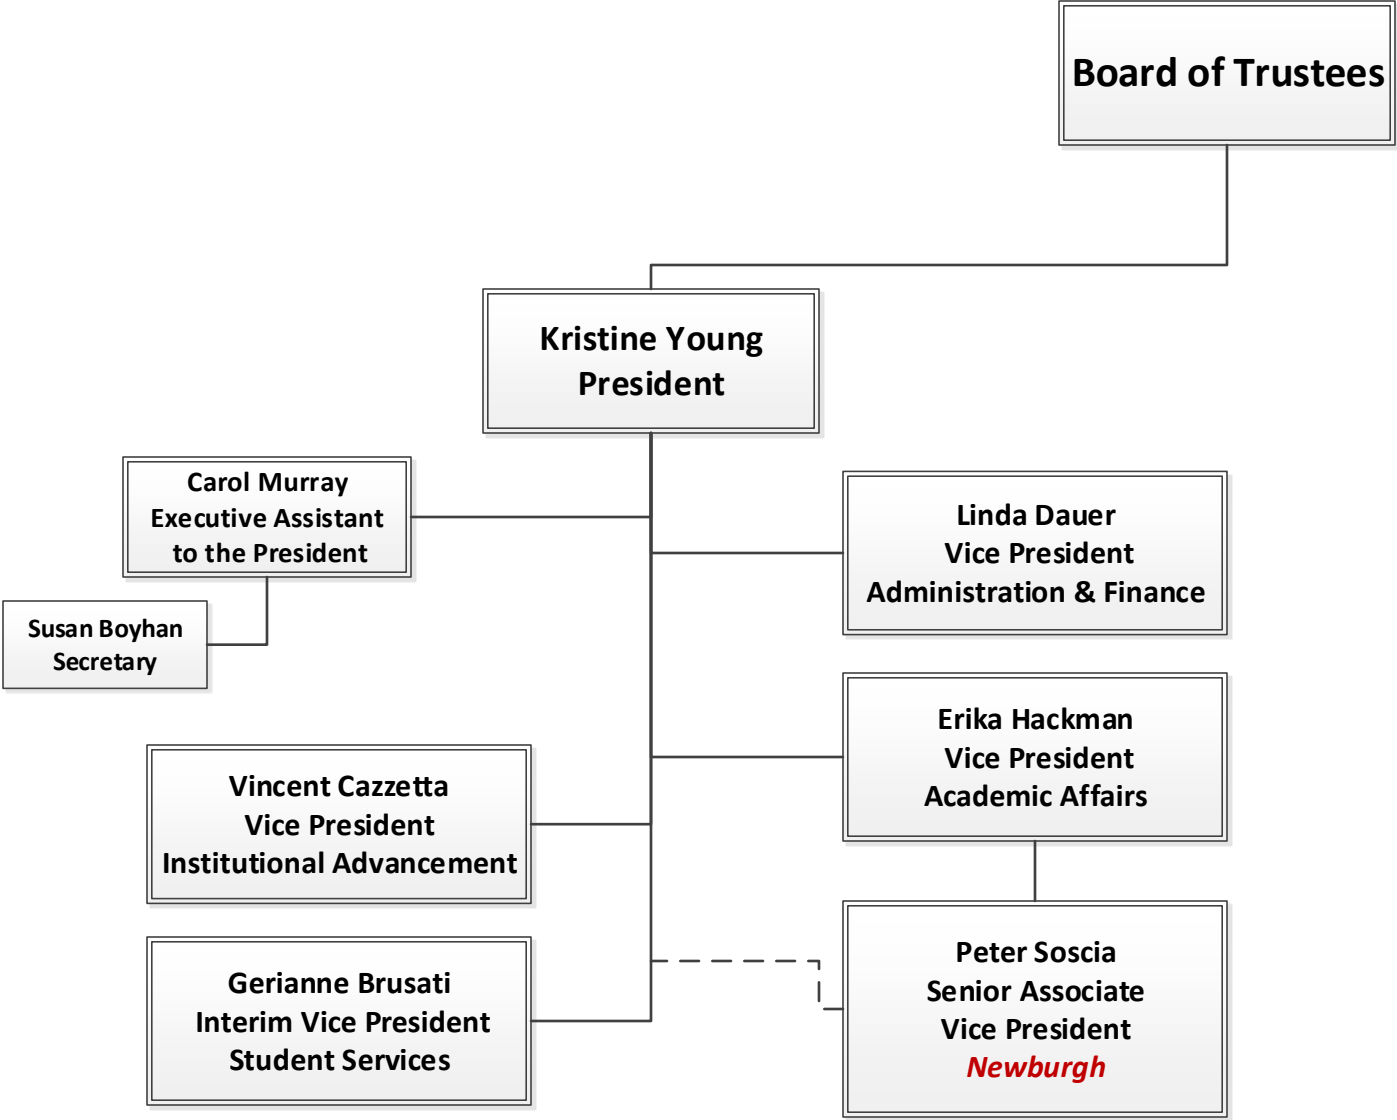 Board of Trustees
Kristine Young
President
Carol Murray
Executive Assistant
to the President
Susan Boyhan
Secretary
Linda Dauer
Vice President
Administration & Finance
Erika Hackman
Vice President
Academic Affairs
Vincent Cazzetta
Vice President
Institutional Advancement
Gerianne Brusati
Interim Vice President
Student Services
Peter Soscia
Senior Associate
Vice President
Newburgh